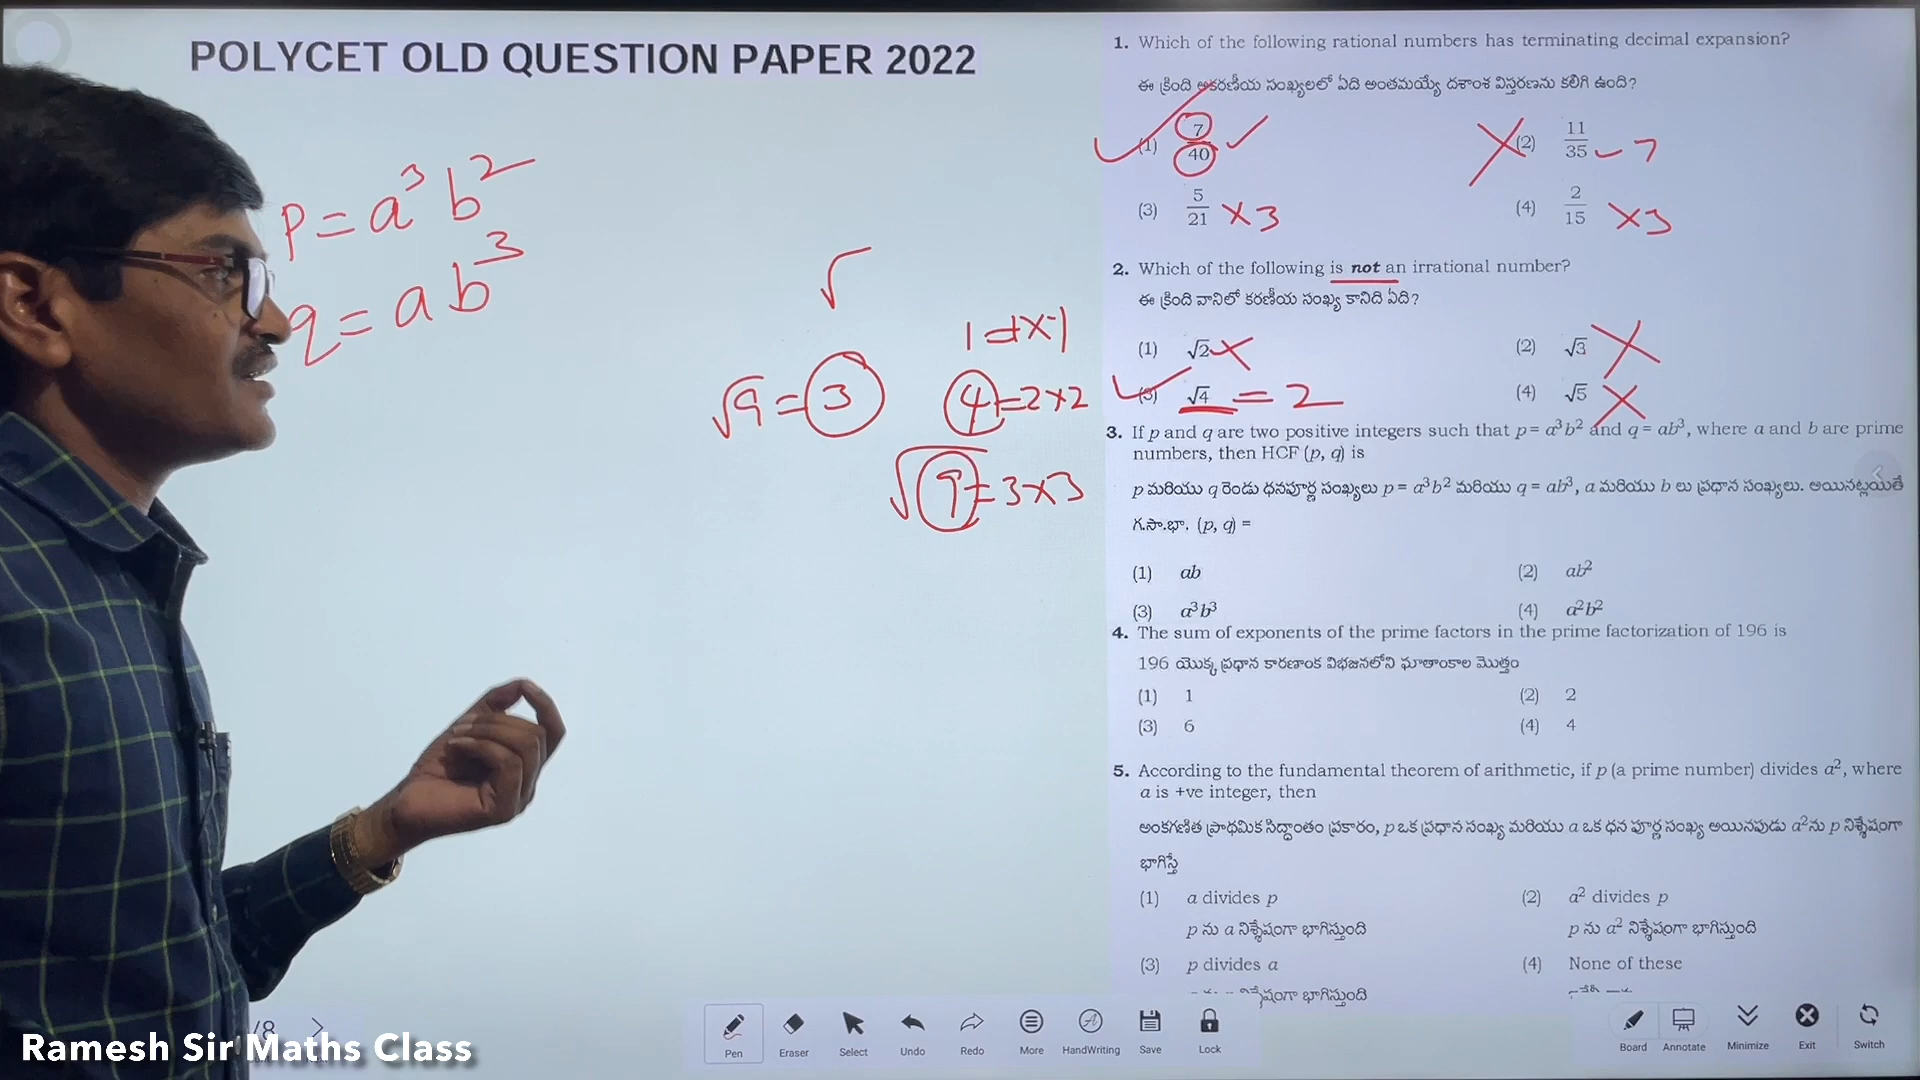 POLYCET OLD QUESTION PAPER 2022
p = a³ b²
q = a b³
√
√9 = 3
1 = 1×1
4 = 2×2
√9 = 3×3
1. Which of the following rational numbers has terminating decimal expansion?
ఈ క్రింది అకరణీయ సంఖ్యలలో ఏది అంతమయ్యే దశాంశ విస్తరణను కలిగి ఉంది?
(1) 7/40 (2) 11/35 7
(3) 5/21 ×3 (4) 2/15 ×3
2. Which of the following is not an irrational number?
ఈ క్రింది వానిలో కరణీయ సంఖ్య కానిది ఏది?
(1) √2 × (2) √3 ×
(3) √4 = 2 (4) √5 ×
3. If p and q are two positive integers such that p = a³b² and q = ab³, where a and b are prime
numbers, then HCF (p, q) is
p మరియు q రెండు ధనపూర్ణ సంఖ్యలు p = a³b² మరియు q = ab³, a మరియు b లు ప్రధాన సంఖ్యలు. అయినట్లయితే
గ.సా.భా. (p, q) =
(1) ab (2) ab²
(3) a³b³ (4) a²b²
4. The sum of exponents of the prime factors in the prime factorization of 196 is
196 యొక్క ప్రధాన కారణాంక విభజనలోని ఘాతాంకాల మొత్తం
(1) 1 (2) 2
(3) 6 (4) 4
5. According to the fundamental theorem of arithmetic, if p (a prime number) divides a², where
a is +ve integer, then
అంకగణిత ప్రాథమిక సిద్ధాంతం ప్రకారం, p ఒక ప్రధాన సంఖ్య మరియు a ఒక ధన పూర్ణ సంఖ్య అయినపుడు a²ను p నిశ్శేషంగా
భాగిస్తే
(1) a divides p (2) a² divides p
p ను a నిశ్శేషంగా భాగిస్తుంది p ను a² నిశ్శేషంగా భాగిస్తుంది
(3) p divides a (4) None of these
నిశ్శేషంగా భాగిస్తుంది
/8 >
Pen Eraser Select Undo Redo More HandWriting Save Lock
Board Annotate Minimize Exit Switch
Ramesh Sir Maths Class